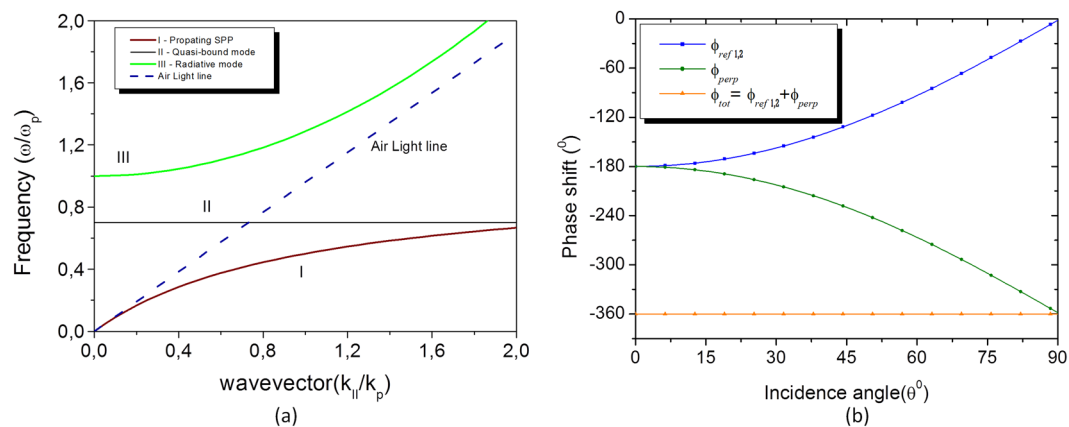 (a)
2,0
1,6
1,2
0,8
0,4
0,0
Frequency (ω/ωp)
I - Propating SPP
II - Quasi-bound mode
III - Radiative mode
Air Light line
III
II
I
Air Light line
0,0 0,4 0,8 1,2 1,6 2,0
wavevector(kII/kp)
(a)
0
-60
-120
-180
-240
-300
-360
Phase shift (0)
ϕref 1,2
ϕperp
ϕtot= ϕref 1,2+ϕperp
0 15 30 45 60 75 90
Incidence angle(θ0)
(b)